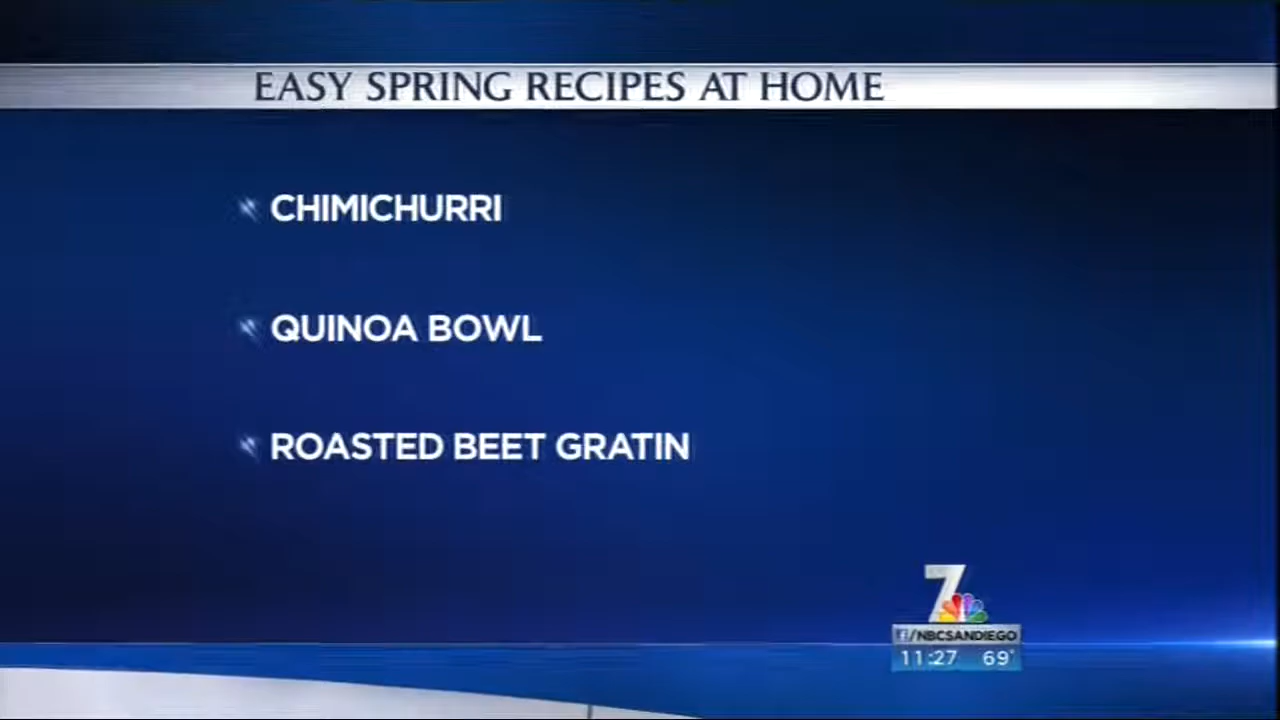 EASY SPRING RECIPES AT HOME
CHIMICHURRI
QUINOA BOWL
ROASTED BEET GRATIN
7
f/NBCSANDIEGO
11:27 69°